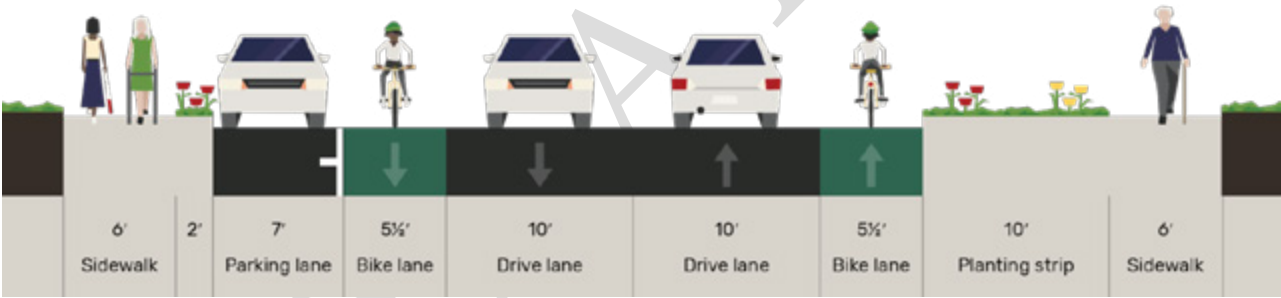 6′ 2′ 7′ 5½′ 10′ 10′ 5½′ 10′ 6′
Sidewalk Parking lane Bike lane Drive lane Drive lane Bike lane Planting strip Sidewalk